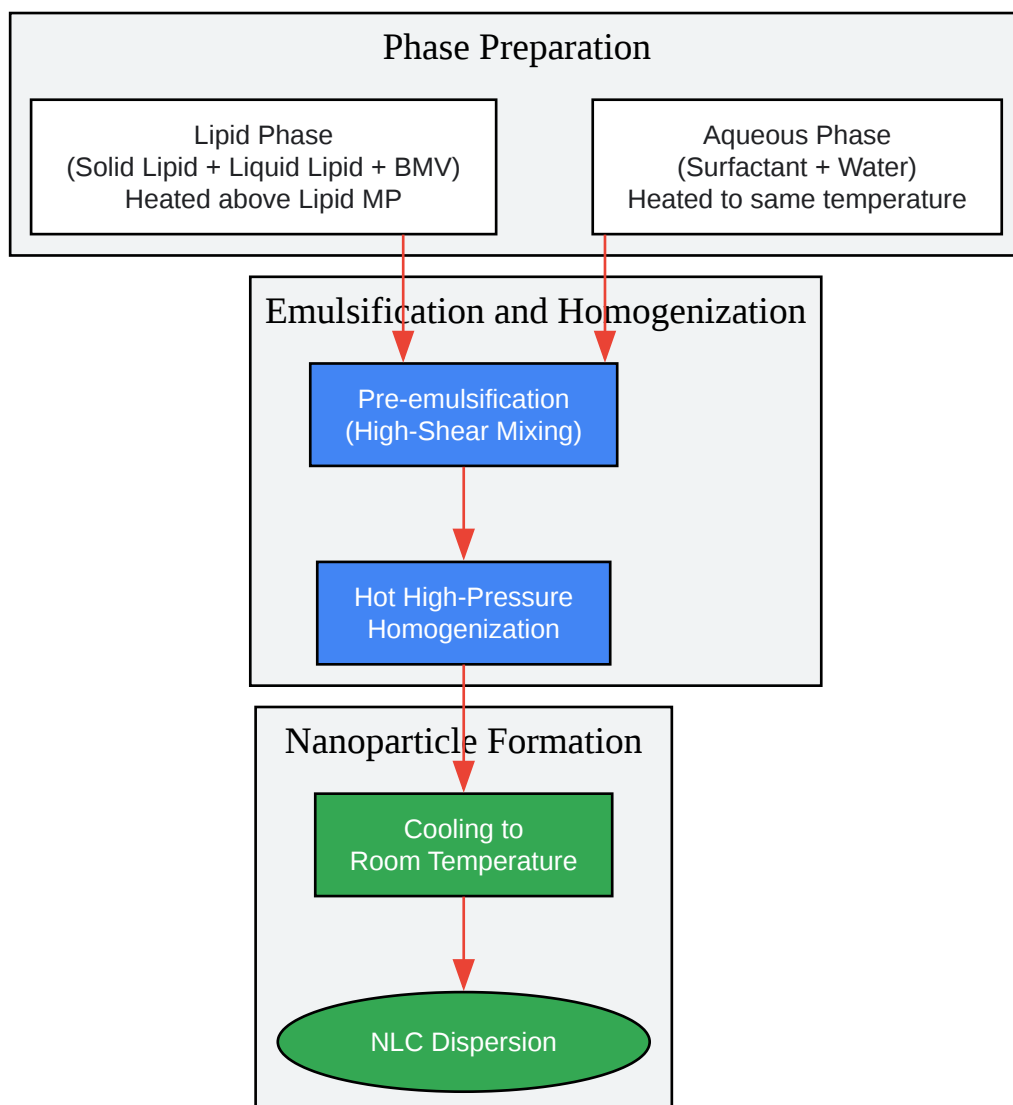 Phase Preparation
Lipid Phase
(Solid Lipid + Liquid Lipid + BMV)
Heated above Lipid MP
Aqueous Phase
(Surfactant + Water)
Heated to same temperature
Emulsification and Homogenization
Pre-emulsification
(High-Shear Mixing)
Hot High-Pressure
Homogenization
Nanoparticle Formation
Cooling to
Room Temperature
NLC Dispersion